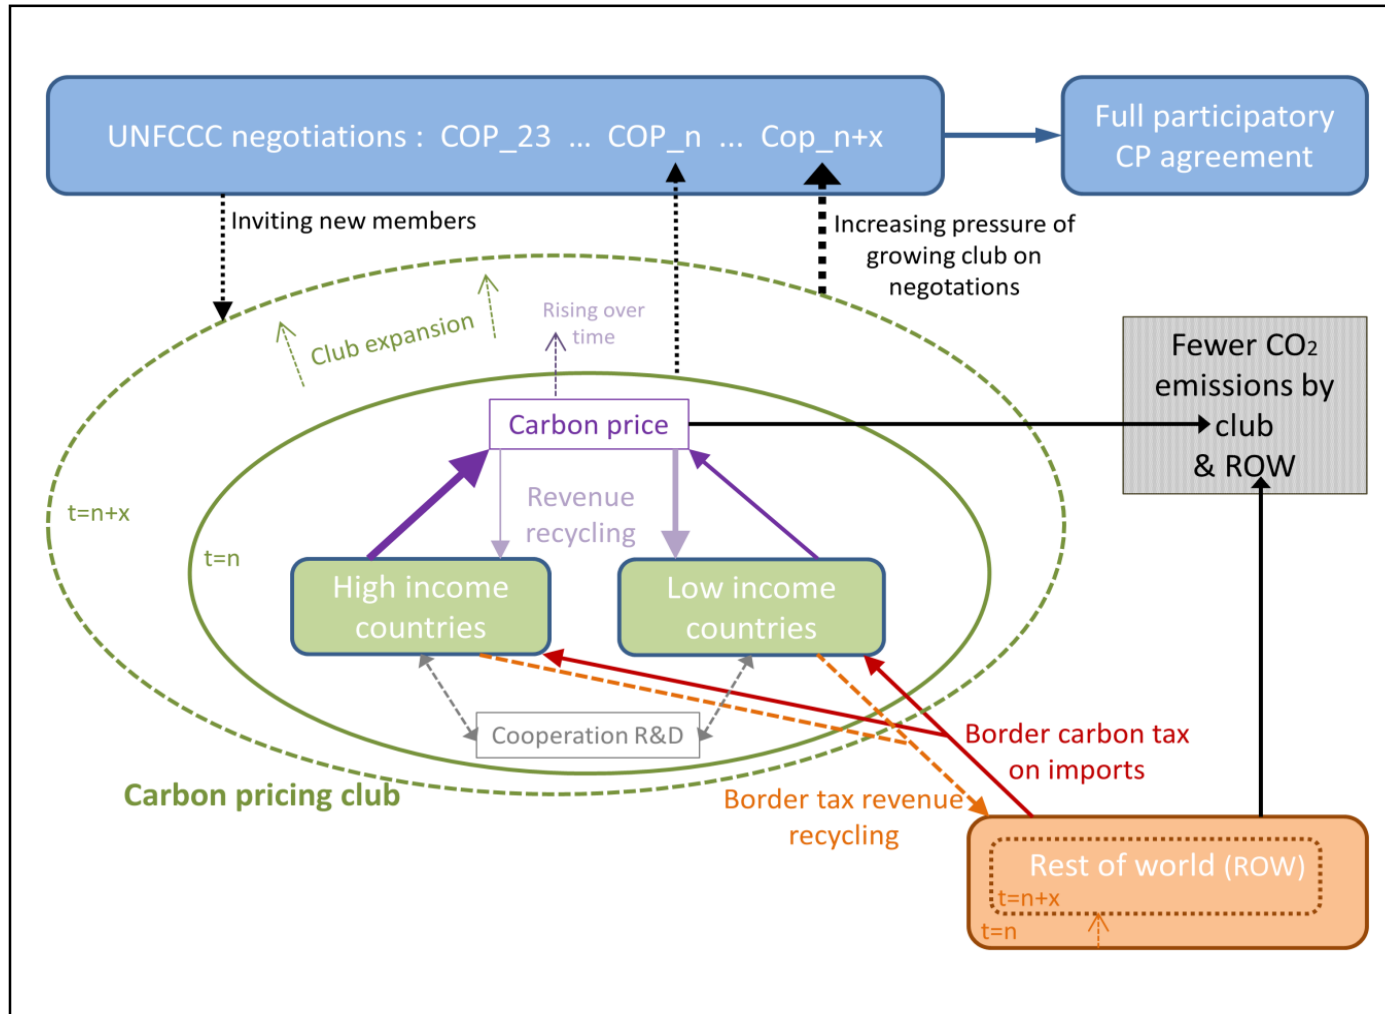 UNFCCC negotiations : COP_23 ... COP_n ... Cop_n+x
Full participatory
CP agreement
Inviting new members
Increasing pressure of
growing club on
negotations
Rising over
time
Club expansion
Fewer CO2
emissions by
club
& ROW
Carbon price
Revenue
recycling
t=n+x
t=n
High income
countries
Low income
countries
Cooperation R&D
Border carbon tax
on imports
Carbon pricing club
Border tax revenue
recycling
Rest of world (ROW)
t=n+x
t=n